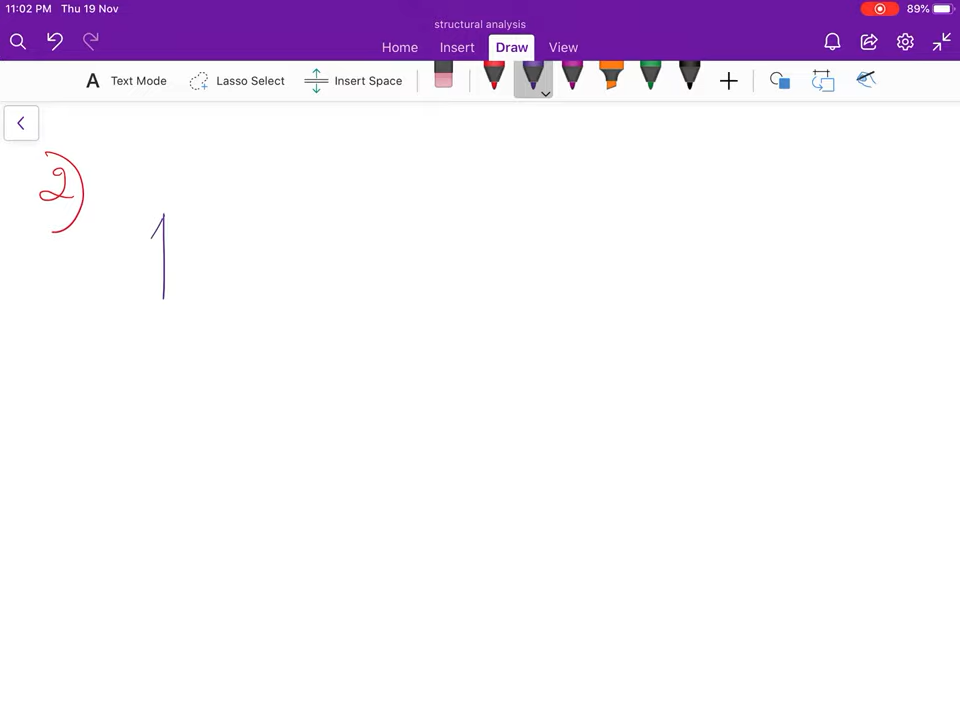 11:02 PM Thu 19 Nov
89%
structural analysis
Home Insert Draw View
Text Mode Lasso Select Insert Space
2)
1